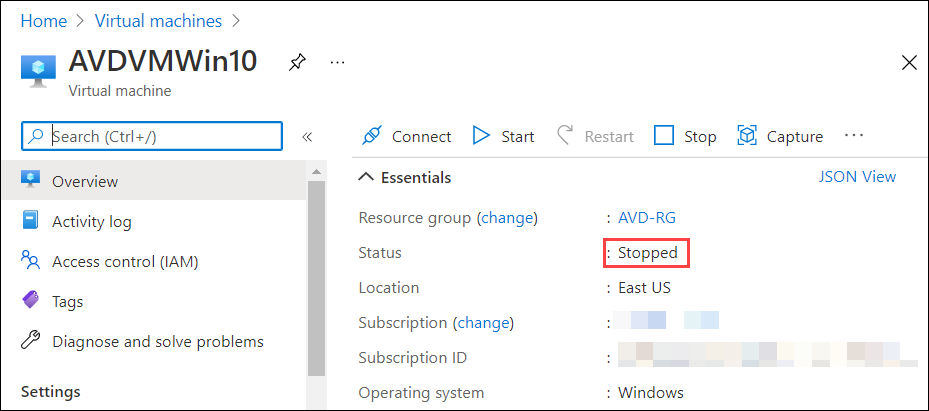 Home > Virtual machines >
AVDVMWin10
...
Virtual machine
Search (Ctrl+/)
«
Connect
Start
Restart
Stop
Capture
...
Overview
Activity log
Access control (IAM)
Tags
Diagnose and solve problems
Settings
Essentials
JSON View
Resource group (change) : AVD-RG
Status : Stopped
Location : East US
Subscription (change) :
Subscription ID :
Operating system : Windows